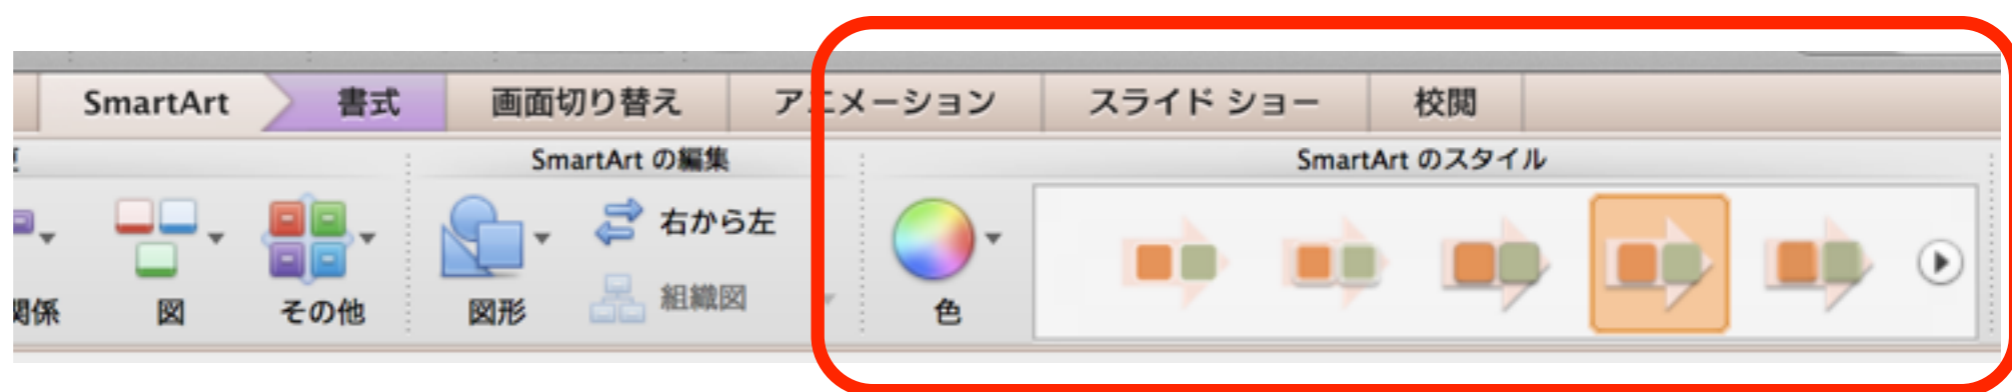 SmartArt 書式 画面切り替え アニメーション スライド ショー 校閲
SmartArt の編集 SmartArt のスタイル
右から左
組織図
関係 図 その他 図形 色